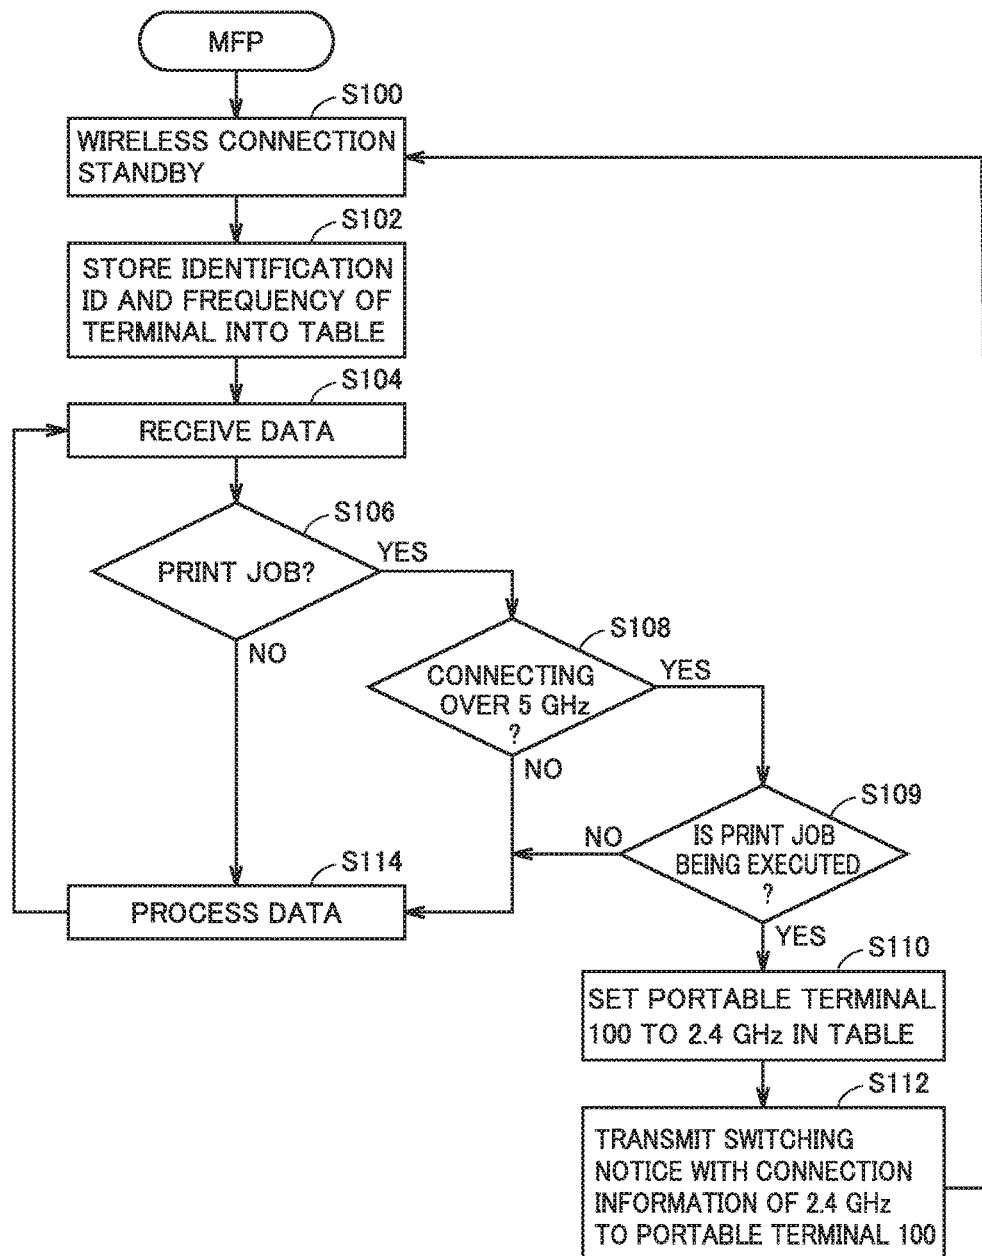 MFP
S100
WIRELESS CONNECTION
STANDBY
S102
STORE IDENTIFICATION
ID AND FREQUENCY OF
TERMINAL INTO TABLE
S104
RECEIVE DATA
S106
PRINT JOB?
YES
NO
S108
CONNECTING
OVER 5 GHz
?
YES
NO
S109
IS PRINT JOB
BEING EXECUTED
?
NO
YES
S114
PROCESS DATA
S110
SET PORTABLE TERMINAL
100 TO 2.4 GHz IN TABLE
S112
TRANSMIT SWITCHING
NOTICE WITH CONNECTION
INFORMATION OF 2.4 GHz
TO PORTABLE TERMINAL 100